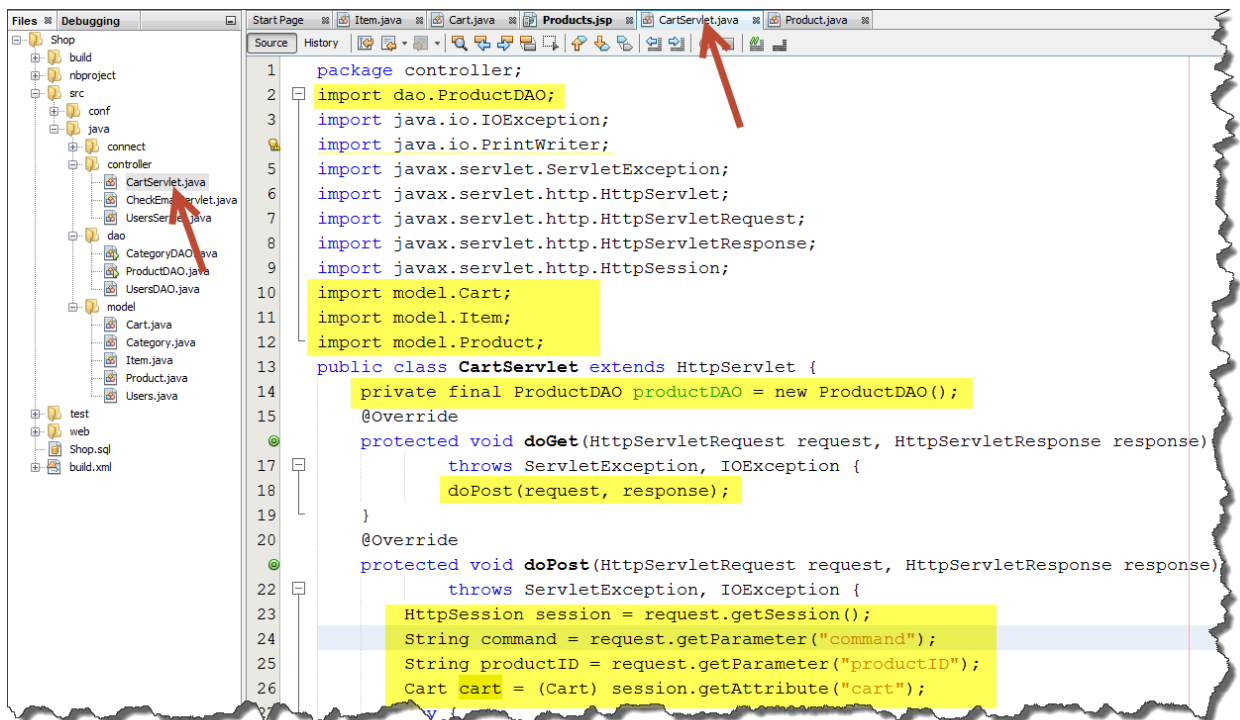 Files Debugging
Shop
build
nbproject
src
conf
java
connect
controller
CartServlet.java
CheckEma rvlet.java
UsersSer .java
dao
CategoryDAO.java
ProductDAO.java
UsersDAO.java
model
Cart.java
Category.java
Item.java
Product.java
Users.java
test
web
Shop.sql
build.xml
Start Page Item.java Cart.java Products.jsp CartServlet.java Product.java
Source History
1 package controller;
2 import dao.ProductDAO;
3 import java.io.IOException;
import java.io.PrintWriter;
5 import javax.servlet.ServletException;
6 import javax.servlet.http.HttpServlet;
7 import javax.servlet.http.HttpServletRequest;
8 import javax.servlet.http.HttpServletResponse;
9 import javax.servlet.http.HttpSession;
10 import model.Cart;
11 import model.Item;
12 import model.Product;
13 public class CartServlet extends HttpServlet {
14 private final ProductDAO productDAO = new ProductDAO();
15 @Override
protected void doGet(HttpServletRequest request, HttpServletResponse response)
17 throws ServletException, IOException {
18 doPost(request, response);
19 }
20 @Override
protected void doPost(HttpServletRequest request, HttpServletResponse response)
22 throws ServletException, IOException {
23 HttpSession session = request.getSession();
24 String command = request.getParameter("command");
25 String productID = request.getParameter("productID");
26 Cart cart = (Cart) session.getAttribute("cart");